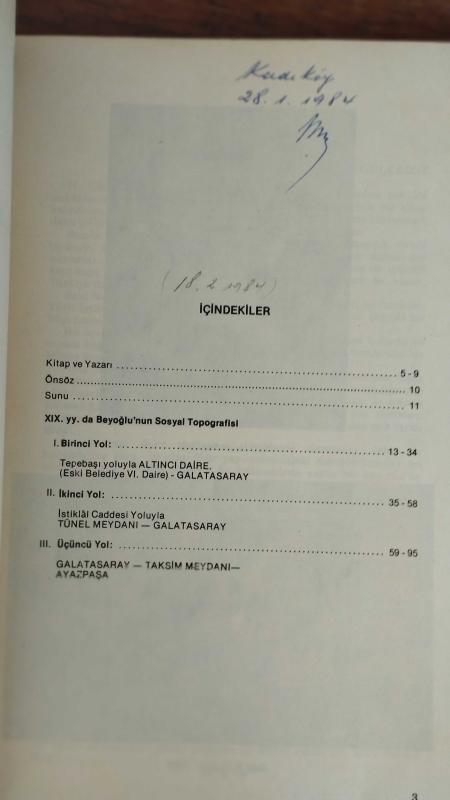 Kadıköy
28. 1. 1984
(18. 2 1984)
İÇİNDEKİLER
Kitap ve Yazarı ........ 5 - 9
Önsöz ........ 10
Sunu ........ 11
XIX. yy. da Beyoğlu'nun Sosyal Topografisi
I. Birinci Yol: ........ 13 - 34
Tepebaşı yoluyla ALTINCI DAİRE.
(Eski Belediye VI. Daire) - GALATASARAY
II. İkinci Yol: ........ 35 - 58
İstiklâl Caddesi Yoluyla
TÜNEL MEYDANI — GALATASARAY
III. Üçüncü Yol: ........ 59 - 95
GALATASARAY — TAKSİM MEYDANI—
AYAZPAŞA
3